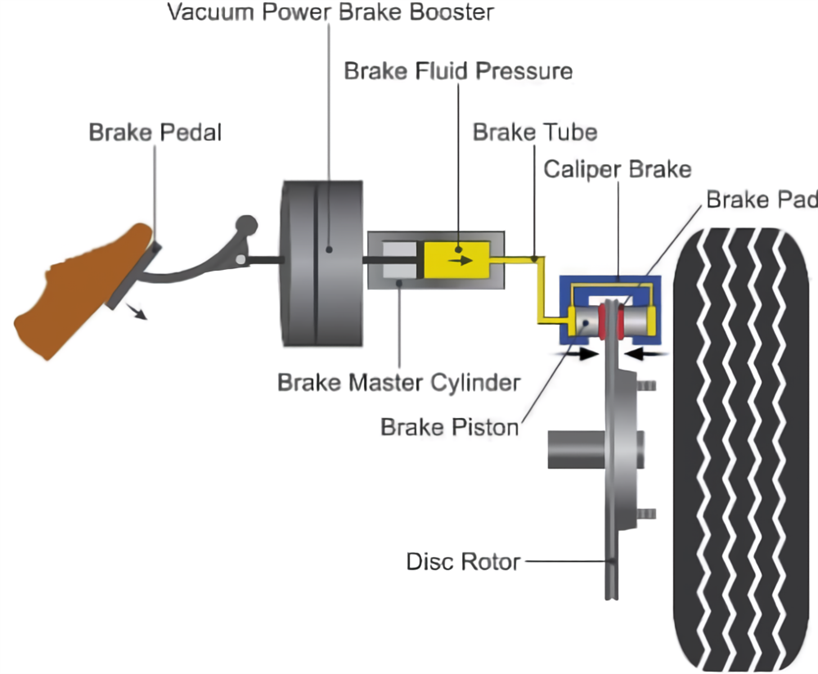 Vacuum Power Brake Booster
Brake Fluid Pressure
Brake Pedal
Brake Tube
Caliper Brake
Brake Pad
Brake Master Cylinder
Brake Piston
Disc Rotor